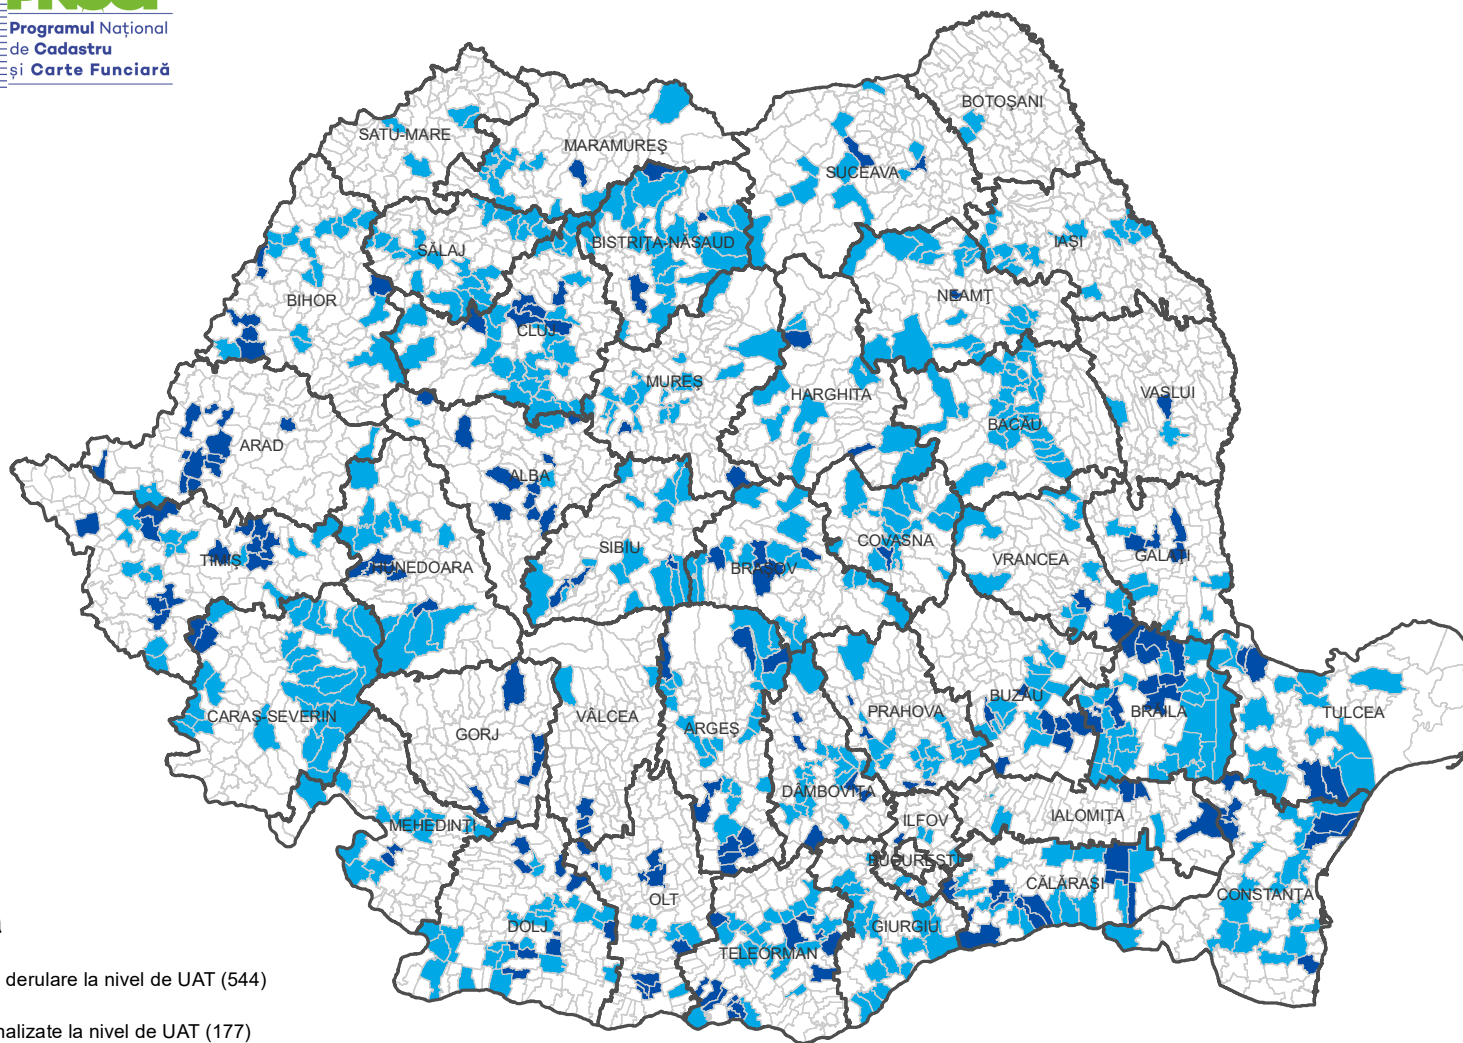 Programul Național
de Cadastru
și Carte Funciară
BOTOȘANI
SATU-MARE
MARAMUREȘ
SUCEAVA
SĂLAJ
BISTRIȚA-NĂSAUD
IAȘI
BIHOR
NEAMȚ
CLUJ
MUREȘ
HARGHITA
VASLUI
BACĂU
ARAD
ALBA
SIBIU
COVASNA
TIMIȘ
HUNEDOARA
BRAȘOV
VRANCEA
GALAȚI
CARAȘ-SEVERIN
VÂLCEA
GORJ
ARGEȘ
PRAHOVA
BUZĂU
BRĂILA
TULCEA
DÂMBOVIȚA
MEHEDINȚI
ILFOV
IALOMIȚA
BUCUREȘTI
CĂLĂRAȘI
CONSTANȚA
OLT
DOLJ
TELEORMAN
GIURGIU
derulare la nivel de UAT (544)
nalizate la nivel de UAT (177)